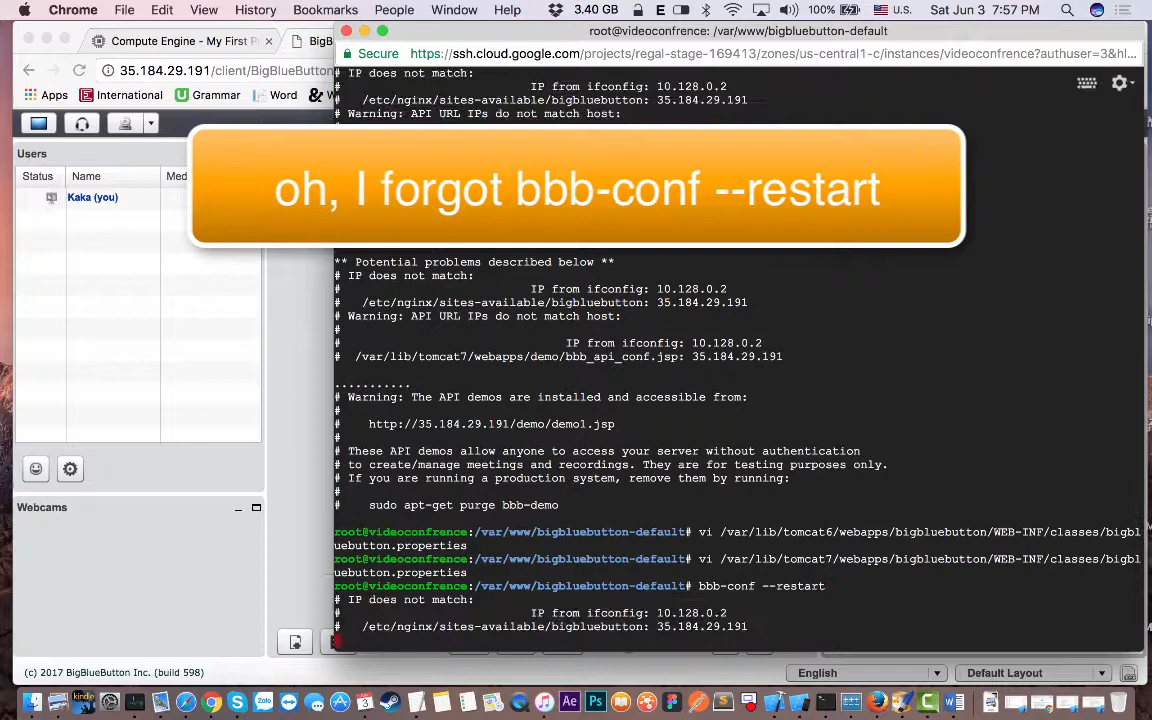 Chrome File Edit View History Bookmarks People Window Help 3.40 GB E 100% U.S. Sat Jun 3 7:57 PM
Compute Engine - My First P
BigB
root@videoconfrence: /var/www/bigbluebutton-default
Secure https://ssh.cloud.google.com/projects/regal-stage-169413/zones/us-central1-c/instances/videoconfrence?authuser=3&hl...
35.184.29.191/client/BigBlueButton
Apps International Grammar Word
# IP does not match:
# IP from ifconfig: 10.128.0.2
# /etc/nginx/sites-available/bigbluebutton: 35.184.29.191
# Warning: API URL IPs do not match host:
oh, I forgot bbb-conf --restart
Users
Status Name Med
Kaka (you)
** Potential problems described below **
# IP does not match:
# IP from ifconfig: 10.128.0.2
# /etc/nginx/sites-available/bigbluebutton: 35.184.29.191
# Warning: API URL IPs do not match host:
#
# IP from ifconfig: 10.128.0.2
# /var/lib/tomcat7/webapps/demo/bbb_api_conf.jsp: 35.184.29.191
...........
# Warning: The API demos are installed and accessible from:
#
# http://35.184.29.191/demo/demo1.jsp
#
# These API demos allow anyone to access your server without authentication
# to create/manage meetings and recordings. They are for testing purposes only.
# If you are running a production system, remove them by running:
#
# sudo apt-get purge bbb-demo
root@videoconfrence:/var/www/bigbluebutton-default# vi /var/lib/tomcat6/webapps/bigbluebutton/WEB-INF/classes/bigbl
uebutton.properties
root@videoconfrence:/var/www/bigbluebutton-default# vi /var/lib/tomcat7/webapps/bigbluebutton/WEB-INF/classes/bigbl
uebutton.properties
root@videoconfrence:/var/www/bigbluebutton-default# bbb-conf --restart
# IP does not match:
# IP from ifconfig: 10.128.0.2
# /etc/nginx/sites-available/bigbluebutton: 35.184.29.191
Webcams
(c) 2017 BigBlueButton Inc. (build 598)
English
Default Layout